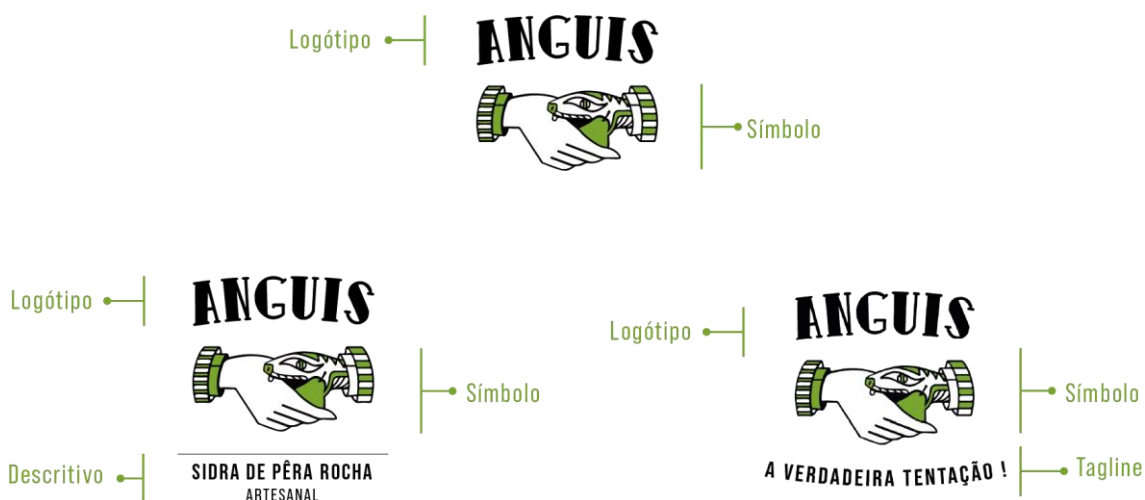 Logótipo
ANGUIS
Símbolo
Logótipo
ANGUIS
Símbolo
Descritivo
SIDRA DE PÊRA ROCHA
ARTESANAL
Logótipo
ANGUIS
Símbolo
A VERDADEIRA TENTAÇÃO !
Tagline